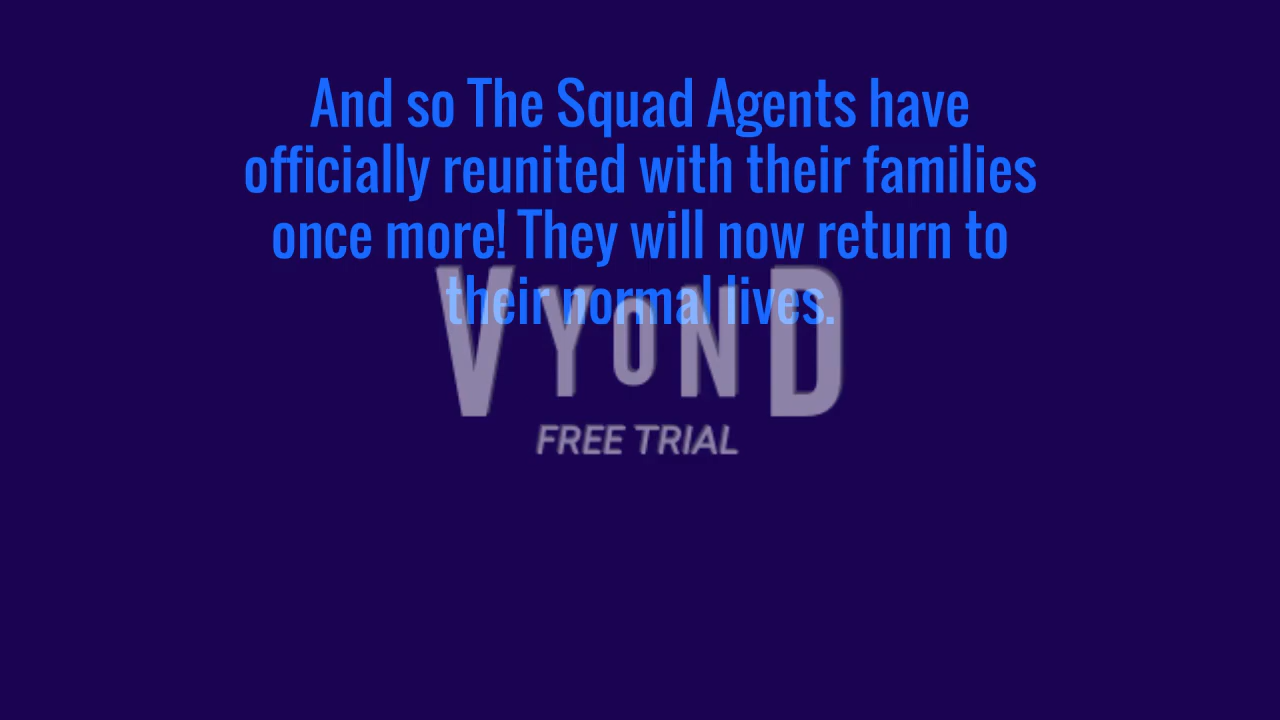 And so The Squad Agents have
officially reunited with their families
once more! They will now return to
their normal lives.
VYOND
FREE TRIAL